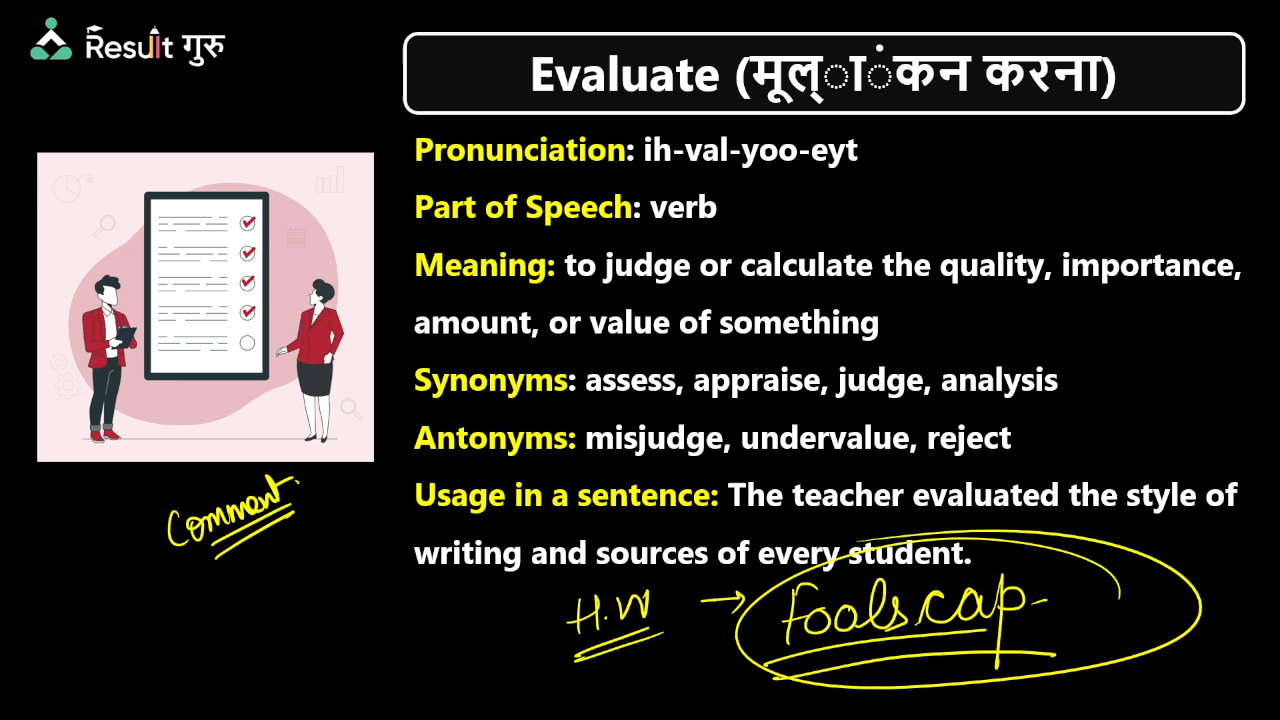 Result गुरु
Evaluate (मूल्ांकन करना)
Pronunciation: ih-val-yoo-eyt
Part of Speech: verb
Meaning: to judge or calculate the quality, importance,
amount, or value of something
Synonyms: assess, appraise, judge, analysis
Antonyms: misjudge, undervalue, reject
Usage in a sentence: The teacher evaluated the style of
writing and sources of every student.
Comment.
H.W → Foolscap-